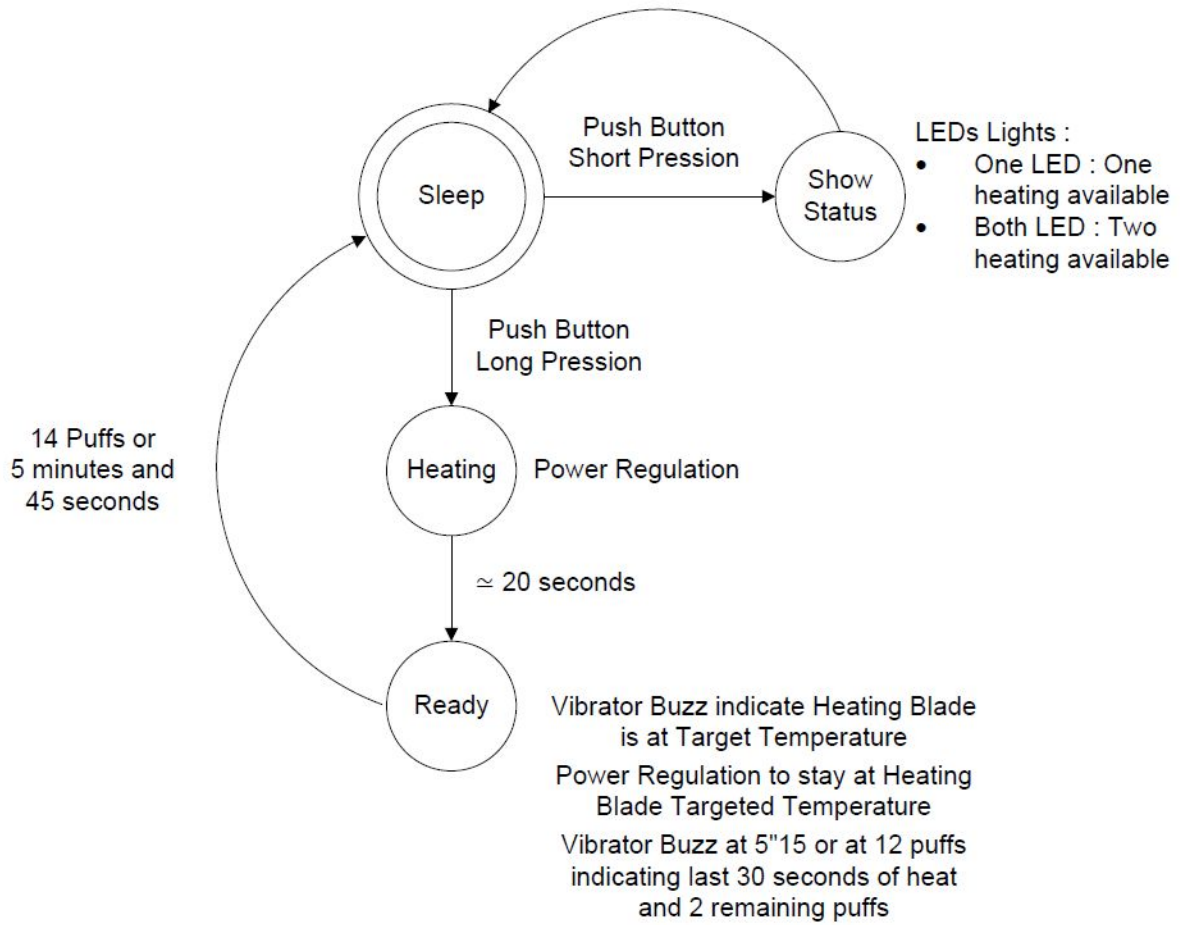 Sleep
Push Button
Short Pression
Show
Status
LEDs Lights :
• One LED : One
heating available
• Both LED : Two
heating available
Push Button
Long Pression
14 Puffs or
5 minutes and
45 seconds
Heating
Power Regulation
≃ 20 seconds
Ready
Vibrator Buzz indicate Heating Blade
is at Target Temperature
Power Regulation to stay at Heating
Blade Targeted Temperature
Vibrator Buzz at 5"15 or at 12 puffs
indicating last 30 seconds of heat
and 2 remaining puffs